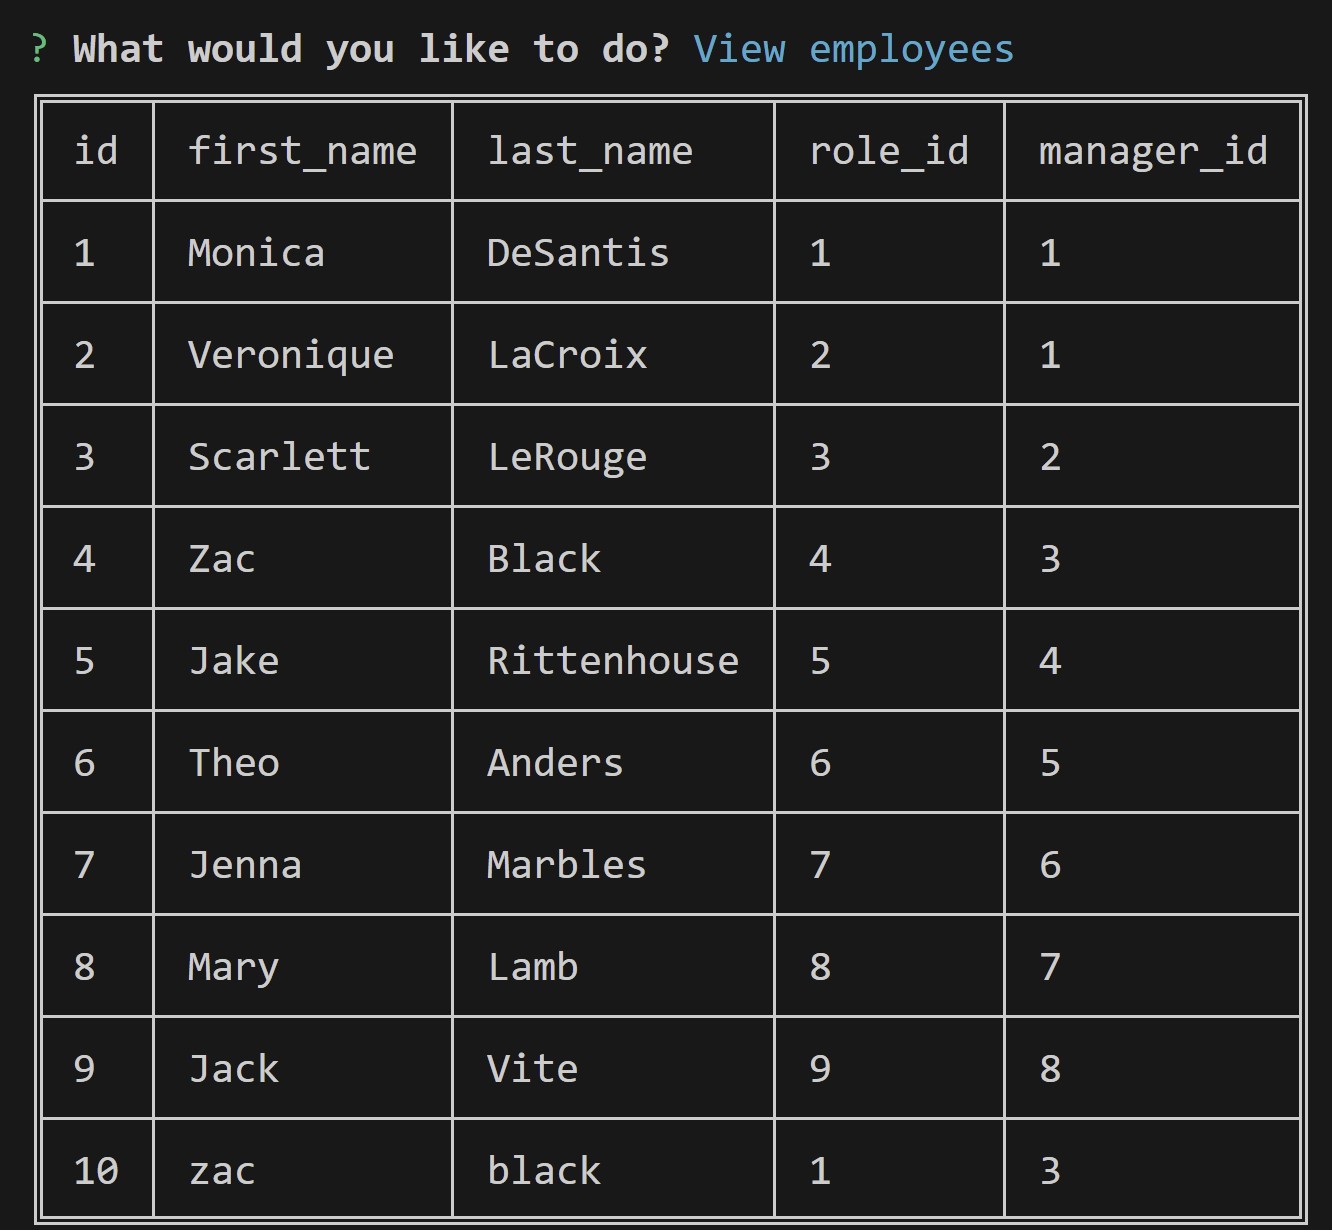 ? What would you like to do? View employees
id first_name last_name role_id manager_id
1 Monica DeSantis 1 1
2 Veronique LaCroix 2 1
3 Scarlett LeRouge 3 2
4 Zac Black 4 3
5 Jake Rittenhouse 5 4
6 Theo Anders 6 5
7 Jenna Marbles 7 6
8 Mary Lamb 8 7
9 Jack Vite 9 8
10 zac black 1 3